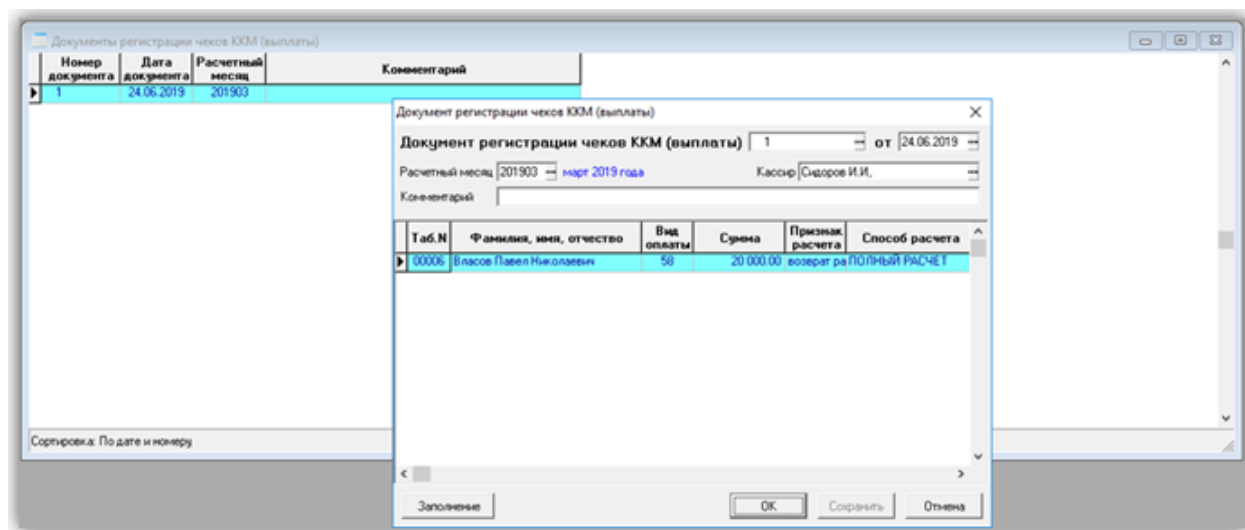 Документы регистрации чеков ККМ (выплаты)
Номер документа Дата документа Расчетный месяц Комментарий
1 24.06.2019 201903
Документ регистрации чеков ККМ (выплаты)
Документ регистрации чеков ККМ (выплаты) 1 от 24.06.2019
Расчетный месяц 201903 март 2019 года Кассир Сидоров И.И,
Комментарий
Таб.N Фамилия, имя, отчество Вид оплаты Сумма Признак расчета Способ расчета
00006 Власов Павел Николаевич 58 20 000.00 возврат ра ПОЛНЫЙ РАСЧЕТ
Сортировка: По дате и номеру
Заполнение OK Сохранить Отмена